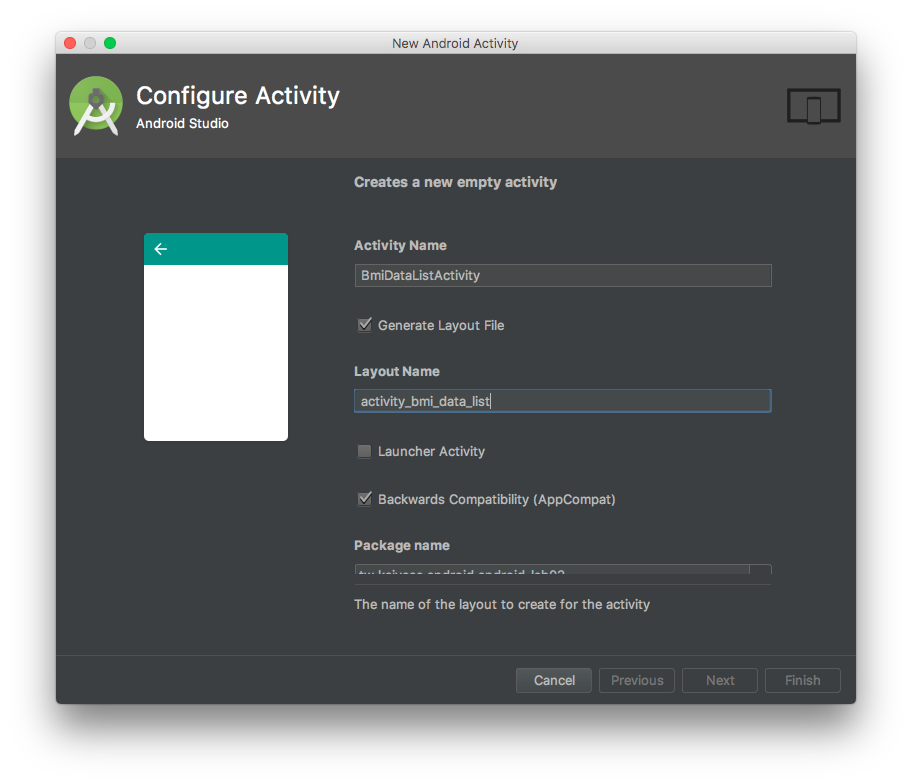 New Android Activity
Configure Activity
Android Studio
Creates a new empty activity
Activity Name
BmiDataListActivity
Generate Layout File
Layout Name
activity_bmi_data_list
Launcher Activity
Backwards Compatibility (AppCompat)
Package name
The name of the layout to create for the activity
Cancel
Previous
Next
Finish